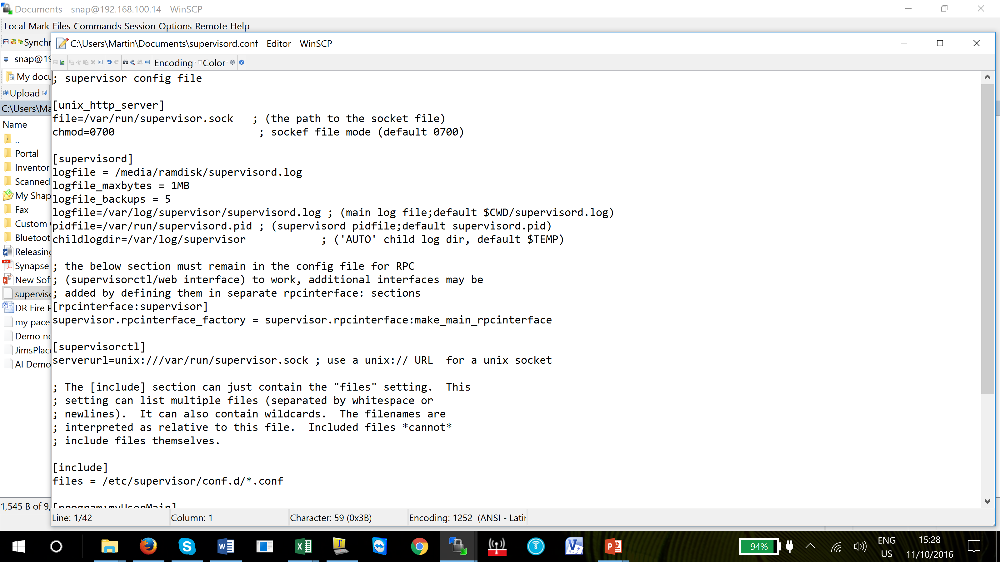 Documents - snap@192.168.100.14 - WinSCP
Local Mark Files Commands Session Options Remote Help
Synchr
C:\Users\Martin\Documents\supervisord.conf - Editor - WinSCP
snap@19
Encoding Color
My docu
Upload
C:\Users\Ma
Name
..
Portal
Inventor
Scanned
My Shap
Fax
Custom
Bluetoot
Releasing
Synapse
New Sof
superviso
DR Fire F
my pace
Demo no
JimsPlac
AI Demo
; supervisor config file
[unix_http_server]
file=/var/run/supervisor.sock   ; (the path to the socket file)
chmod=0700                       ; sockef file mode (default 0700)
[supervisord]
logfile = /media/ramdisk/supervisord.log
logfile_maxbytes = 1MB
logfile_backups = 5
logfile=/var/log/supervisor/supervisord.log ; (main log file;default $CWD/supervisord.log)
pidfile=/var/run/supervisord.pid ; (supervisord pidfile;default supervisord.pid)
childlogdir=/var/log/supervisor            ; ('AUTO' child log dir, default $TEMP)
; the below section must remain in the config file for RPC
; (supervisorctl/web interface) to work, additional interfaces may be
; added by defining them in separate rpcinterface: sections
[rpcinterface:supervisor]
supervisor.rpcinterface_factory = supervisor.rpcinterface:make_main_rpcinterface
[supervisorctl]
serverurl=unix:///var/run/supervisor.sock ; use a unix:// URL  for a unix socket
; The [include] section can just contain the "files" setting.  This
; setting can list multiple files (separated by whitespace or
; newlines).  It can also contain wildcards.  The filenames are
; interpreted as relative to this file.  Included files *cannot*
; include files themselves.
[include]
files = /etc/supervisor/conf.d/*.conf
[program:myUserMain]
1,545 B of 9,
Line: 1/42
Column: 1
Character: 59 (0x3B)
Encoding: 1252  (ANSI - Latir
94%
ENG
US
15:28
11/10/2016